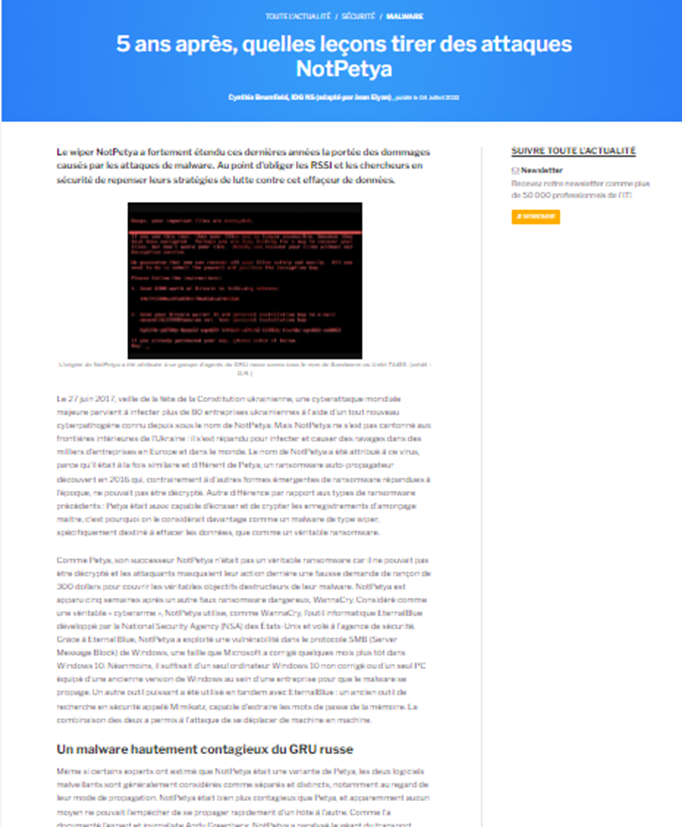 TOUTE L'ACTUALITÉ / SÉCURITÉ / MALWARE
5 ans après, quelles leçons tirer des attaques
NotPetya
Cynthia Brumfield, IDG NS (adapté par Jean Elyan), publié le Juillet
Le wiper NotPetya a fortement étendu ces dernières années la portée des dommages
causés par les attaques de malware. Au point d'obliger les RSSI et les chercheurs en
sécurité de repenser leurs stratégies de lutte contre cet effaceur de données.
SUIVRE TOUTE L'ACTUALITÉ
Newsletter
Recevez notre newsletter comme plus
de 50 000 professionnels de l'IT!
JE M'ABONNE
Ooops, your important files are encrypted.
L'origine de NotPetya a été attribuée à un groupe d'agents du GRU russe connu sous le nom de Sandworm ou Unité 74455. (crédit :
D.R.)
Le 27 juin 2017, veille de la fête de la Constitution ukrainienne, une cyberattaque mondiale
majeure parvient à infecter plus de 80 entreprises ukrainiennes à l'aide d'un tout nouveau
cyberpathogène connu depuis sous le nom de NotPetya. Mais NotPetya ne s'est pas cantonné aux
frontières intérieures de l'Ukraine : il s'est répandu pour infecter et causer des ravages dans des
milliers d'entreprises en Europe et dans le monde. Le nom de NotPetya a été attribué à ce virus,
parce qu'il était à la fois similaire et différent de Petya, un ransomware auto-propagateur
découvert en 2016 qui, contrairement à d'autres formes émergentes de ransomware répandues à
l'époque, ne pouvait pas être décrypté. Autre différence par rapport aux types de ransomware
précédents : Petya était aussi capable d'écraser et de crypter les enregistrements d'amorçage
maître, c'est pourquoi on le considérait davantage comme un malware de type wiper,
spécifiquement destiné à effacer les données, que comme un véritable ransomware.
Comme Petya, son successeur NotPetya n'était pas un véritable ransomware car il ne pouvait pas
être décrypté et les attaquants masquaient leur action derrière une fausse demande de rançon de
300 dollars pour couvrir les véritables objectifs destructeurs de leur malware. NotPetya est
apparu cinq semaines après un autre faux ransomware dangereux, WannaCry. Considéré comme
une véritable « cyberarme », NotPetya utilise, comme WannaCry, l'outil informatique EternalBlue
développé par la National Security Agency (NSA) des États-Unis et volé à l'agence de sécurité.
Grâce à EternalBlue, NotPetya a exploité une vulnérabilité dans le protocole SMB (Server
Message Block) de Windows, une faille que Microsoft a corrigé quelques mois plus tôt dans
Windows 10. Néanmoins, il suffisait d'un seul ordinateur Windows 10 non corrigé ou d'un seul PC
équipé d'une ancienne version de Windows au sein d'une entreprise pour que le malware se
propage. Un autre outil puissant a été utilisé en tandem avec EternalBlue : un ancien outil de
recherche en sécurité appelé Mimikatz, capable d'extraire les mots de passe de la mémoire. La
combinaison des deux a permis à l'attaque de se déplacer de machine en machine.
Un malware hautement contagieux du GRU russe
Même si certains experts ont estimé que NotPetya était une variante de Petya, les deux logiciels
malveillants sont généralement considérés comme séparés et distincts, notamment au regard de
leur mode de propagation. NotPetya était bien plus contagieux que Petya, et apparemment aucun
moyen ne pouvait l'empêcher de se propager rapidement d'un hôte à l'autre. Comme l'a
documenté l'expert et journaliste Andy Greenberg, NotPetya a paralysé le géant du transport